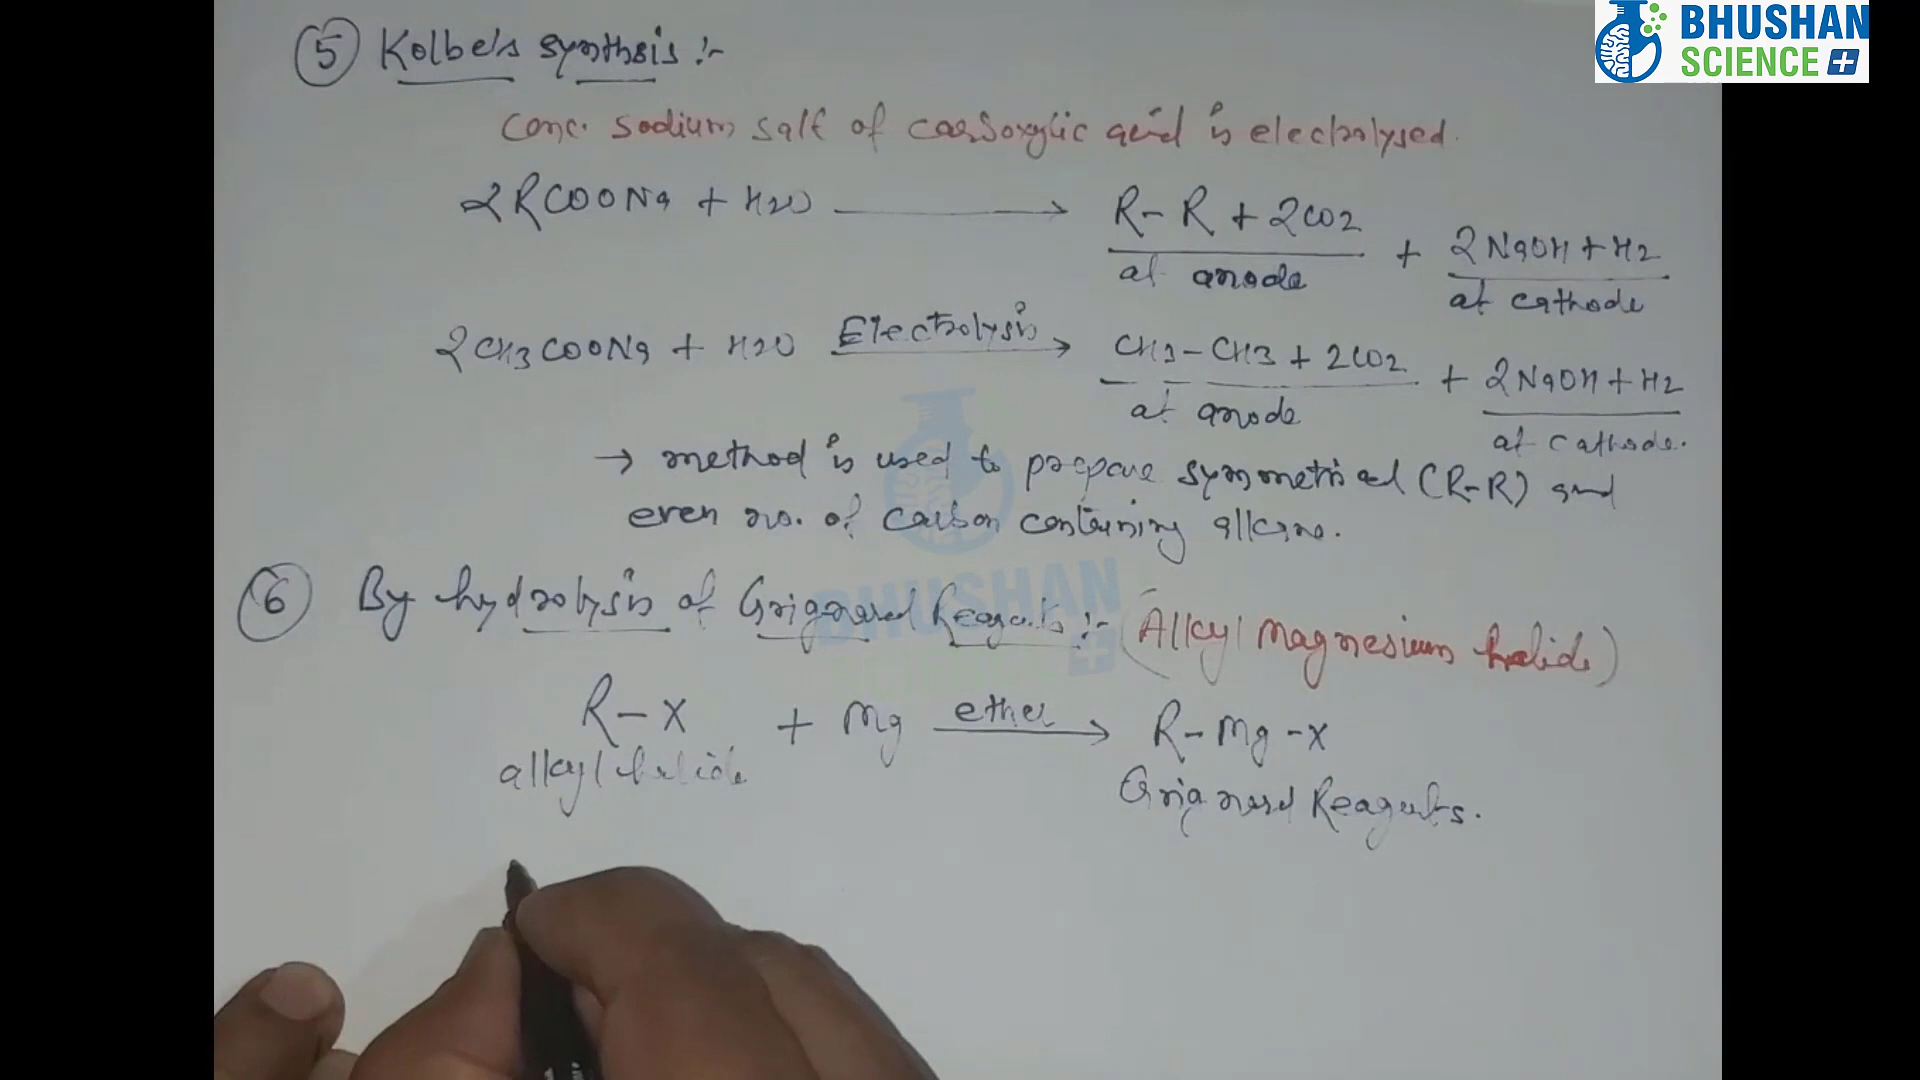 BHUSHAN
SCIENCE +
5 Kolbe's synthsis :-
Conc. sodium salt of carboxylic acid is electrolysed.
2RCOONa + H2O ⟶ R-R + 2CO2 + 2NaOH + H2
at anode at cathode
2CH3COONa + H2O Electrolysis ⟶ CH3-CH3 + 2CO2 + 2NaOH + H2
at anode at cathode.
→ method is used to prepare symmetrical (R-R) and
even no. of carbon containing alkane.
6 By hydrolysis of Grignard Reagents :- (Alkyl Magnesium halide)
R-X + Mg ether ⟶ R-Mg-X
alkyl halide Grignard Reagents.
BHUSHAN
SCIENCE +